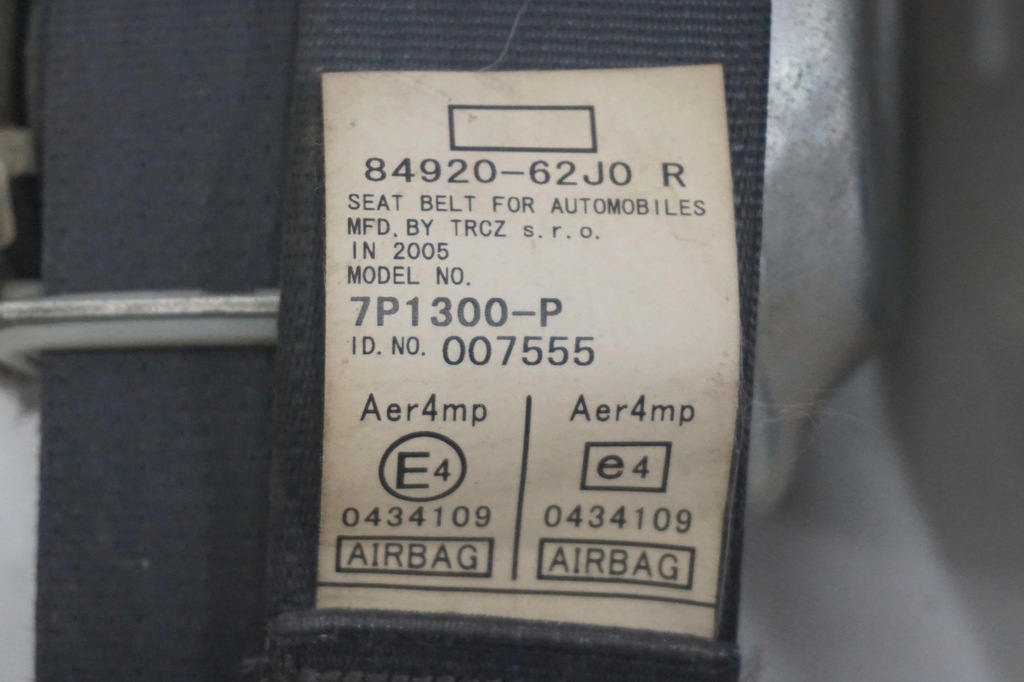 84920-62J0 R
SEAT BELT FOR AUTOMOBILES
MFD. BY TRCZ s.r.o.
IN 2005
MODEL NO.
7P1300-P
ID. NO. 007555
Aer4mp
E4
0434109
AIRBAG
Aer4mp
e4
0434109
AIRBAG